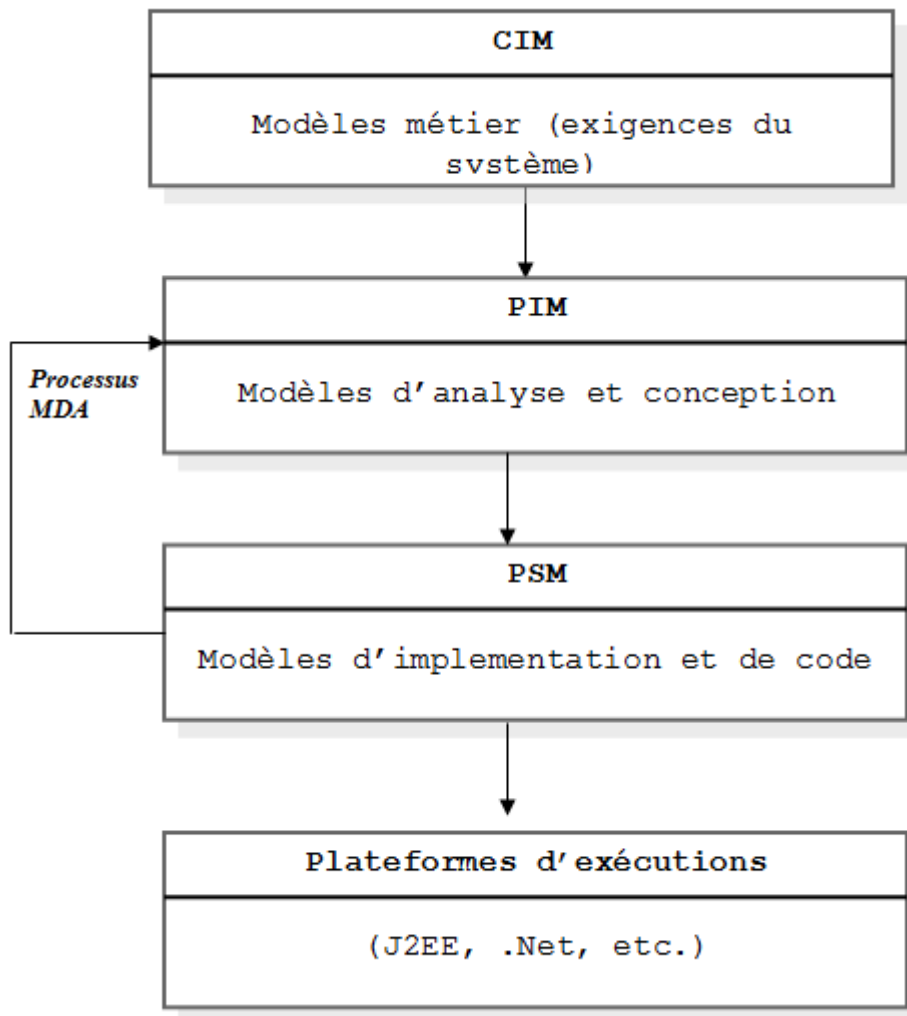 CIM
Modèles métier (exigences du
système)
PIM
Processus
MDA
Modèles d'analyse et conception
PSM
Modèles d'implementation et de code
Plateformes d'exécutions
(J2EE, .Net, etc.)